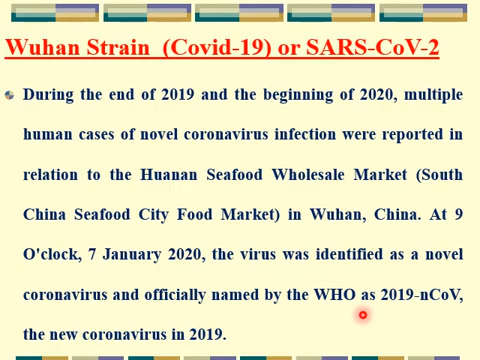 Wuhan Strain (Covid-19) or SARS-CoV-2
During the end of 2019 and the beginning of 2020, multiple
human cases of novel coronavirus infection were reported in
relation to the Huanan Seafood Wholesale Market (South
China Seafood City Food Market) in Wuhan, China. At 9
O'clock, 7 January 2020, the virus was identified as a novel
coronavirus and officially named by the WHO as 2019-nCoV,
the new coronavirus in 2019.